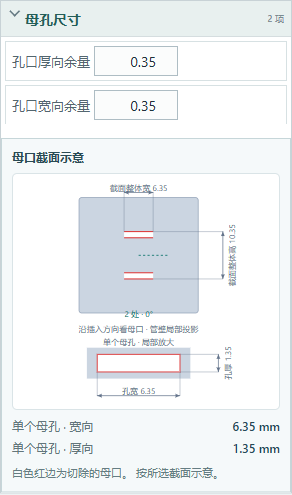 母孔尺寸 2 项
孔口厚向余量 0.35
孔口宽向余量 0.35
母口截面示意
截面整体宽 6.35
截面整体高 10.35
2 处 · 0°
沿插入方向看母口 · 管壁局部投影
单个母孔 · 局部放大
孔厚 1.35
孔宽 6.35
单个母孔 · 宽向 6.35 mm
单个母孔 · 厚向 1.35 mm
白色红边为切除的母口。 按所选截面示意。